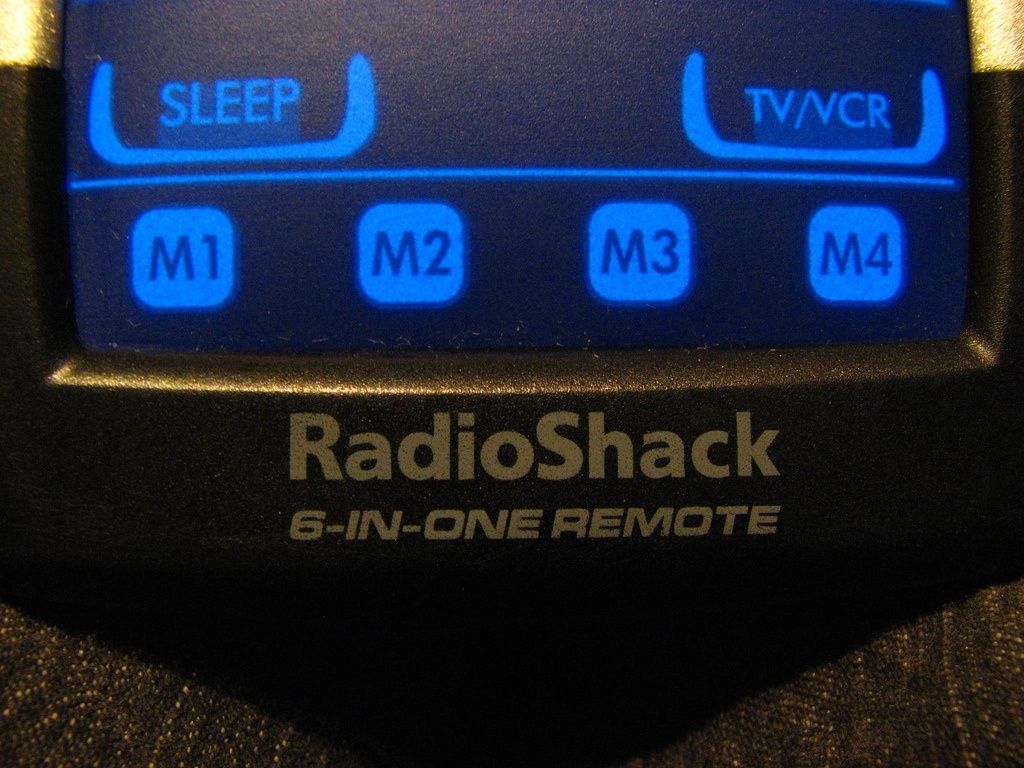 SLEEP TV/VCR
M1 M2 M3 M4
RadioShack
6-IN-ONE REMOTE